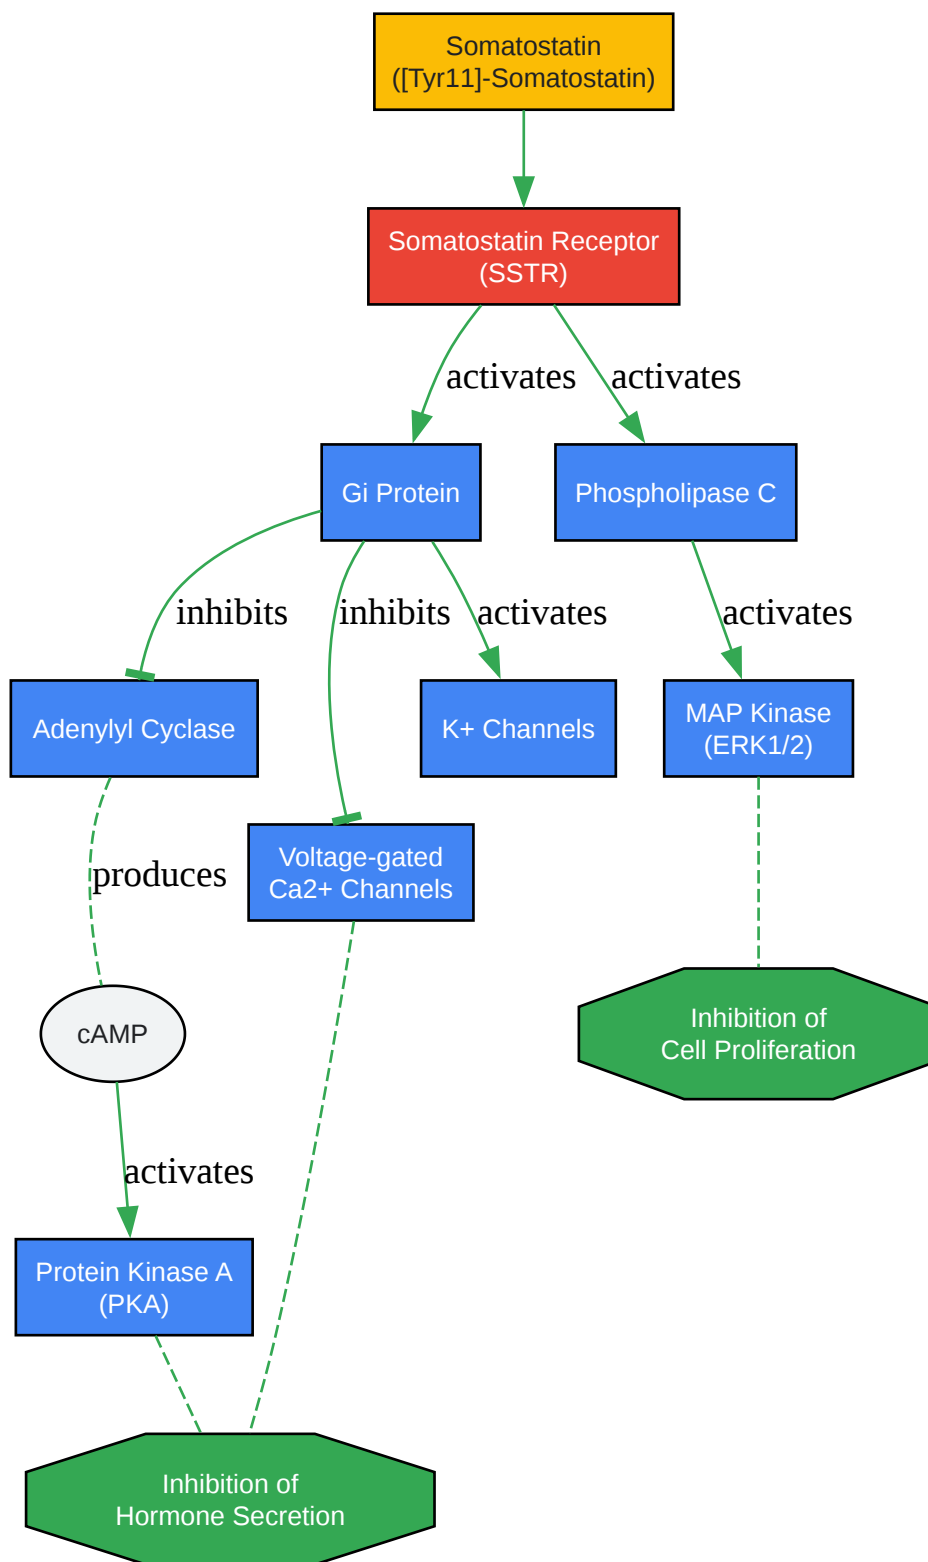 Somatostatin
([Tyr11]-Somatostatin)
Somatostatin Receptor
(SSTR)
activates
activates
Gi Protein
Phospholipase C
inhibits
inhibits
activates
activates
Adenylyl Cyclase
K+ Channels
MAP Kinase
(ERK1/2)
produces
Voltage-gated
Ca2+ Channels
cAMP
Inhibition of
Cell Proliferation
activates
Protein Kinase A
(PKA)
Inhibition of
Hormone Secretion